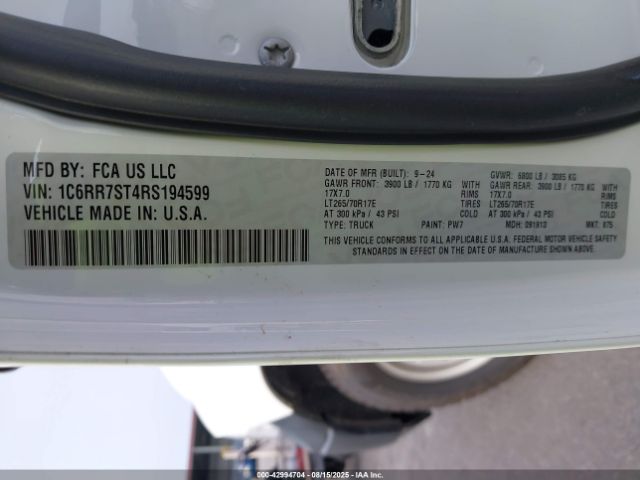 MFD BY: FCA US LLC
VIN: 1C6RR7ST4RS194599
VEHICLE MADE IN: U.S.A.
DATE OF MFR (BUILT): 9-24 GVWR: 6800 LB / 3085 KG
GAWR FRONT: 3900 LB / 1770 KG WITH GAWR REAR: 3900 LB / 1770 KG WITH
17X7.0 RIMS 17X7.0 RIMS
LT265/70R17E TIRES LT265/70R17E TIRES
AT 300 kPa / 43 PSI COLD AT 300 kPa / 43 PSI COLD
TYPE: TRUCK PAINT: PW7 MDH: 091910 MKT: 875
THIS VEHICLE CONFORMS TO ALL APPLICABLE U.S.A. FEDERAL MOTOR VEHICLE SAFETY
STANDARDS IN EFFECT ON THE DATE OF MANUFACTURE SHOWN ABOVE.
000-42994704 - 08/15/2025 - IAA Inc.